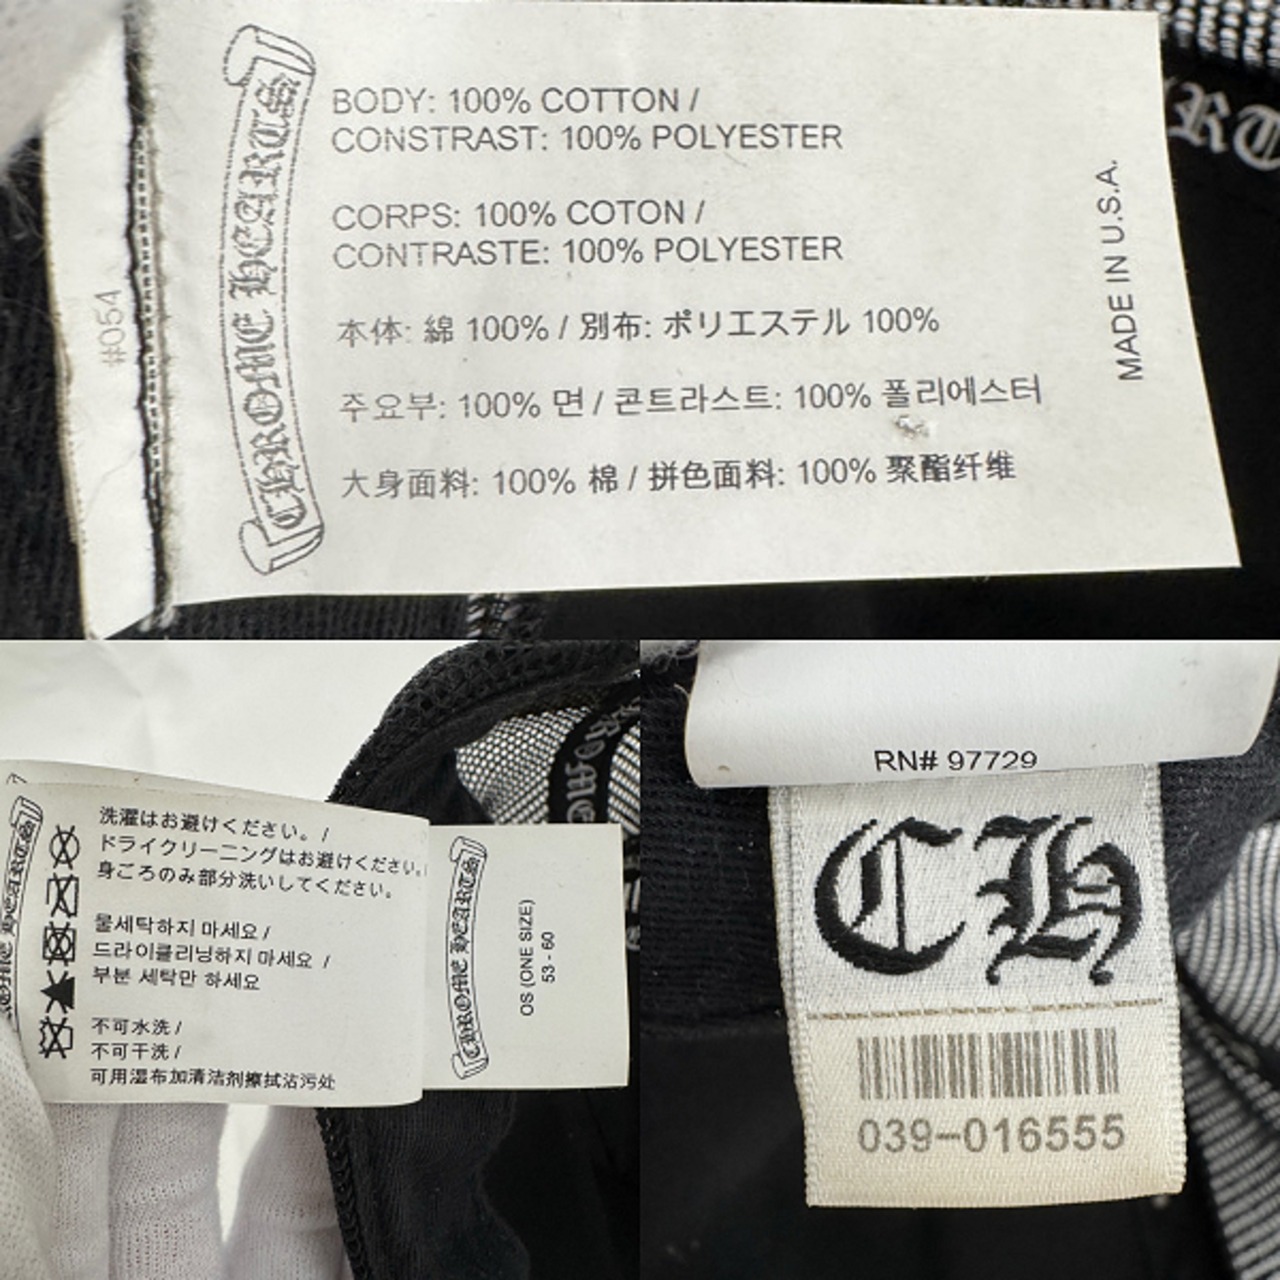 CHROME HEARTS
BODY: 100% COTTON /
CONSTRAST: 100% POLYESTER
CORPS: 100% COTON /
CONTRASTE: 100% POLYESTER
本体: 綿 100% / 別布: ポリエステル 100%
주요부: 100% 면 / 콘트라스트: 100% 폴리에스터
大身面料: 100% 棉 / 拼色面料: 100% 聚酯纤维
MADE IN U.S.A.
#054
洗濯はお避けください。/
ドライクリーニングはお避けください。/
身ごろのみ部分洗いしてください。
물세탁하지 마세요 /
드라이클리닝하지 마세요 /
부분 세탁만 하세요
不可水洗 /
不可干洗 /
可用湿布加清洁剂擦拭沾污处
CHROME HEARTS
OS (ONE SIZE)
53 - 60
RN# 97729
CH
039-016555